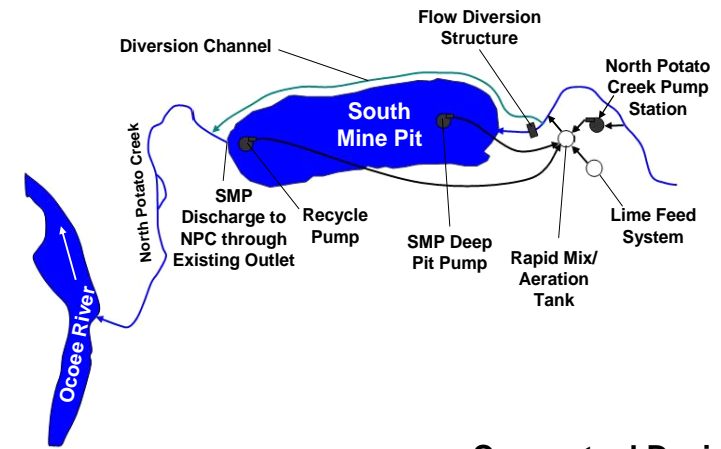 Flow Diversion
Structure
Diversion Channel
North Potato
Creek Pump
Station
South
Mine Pit
North Potato Creek
SMP
Discharge to
NPC through
Existing Outlet
Recycle
Pump
SMP Deep
Pit Pump
Rapid Mix/
Aeration
Tank
Lime Feed
System
Ocoee River